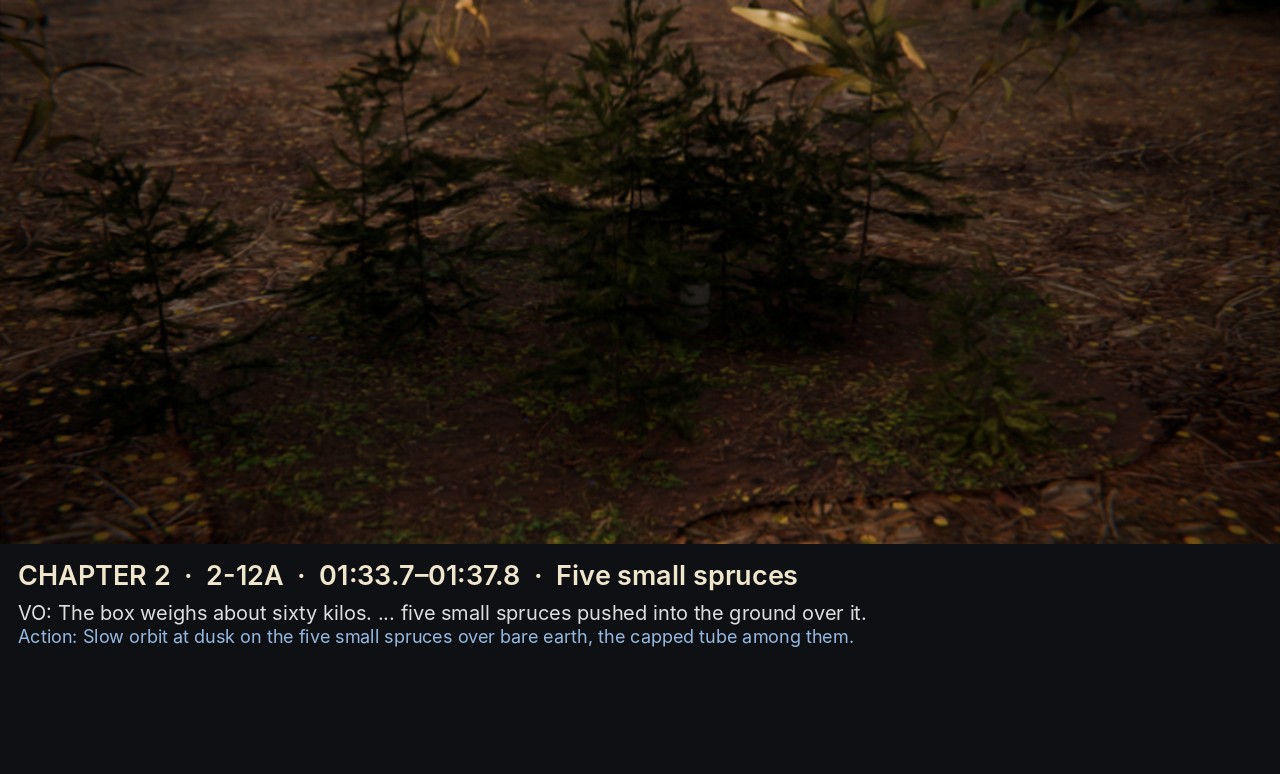 CHAPTER 2 · 2-12A · 01:33.7–01:37.8 · Five small spruces
VO: The box weighs about sixty kilos. ... five small spruces pushed into the ground over it.
Action: Slow orbit at dusk on the five small spruces over bare earth, the capped tube among them.